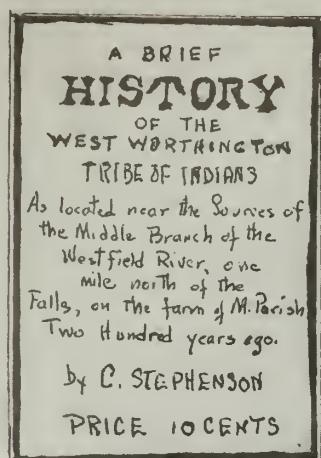 A BRIEF
HISTORY
OF THE
WEST WORTHINGTON
TRIBE OF INDIANS
As located near the Sources of
the Middle Branch of the
Westfield River, one
mile north of the
Falls, on the farm of M. Parish
Two Hundred years ago.
by C. STEPHENSON
PRICE 10 CENTS